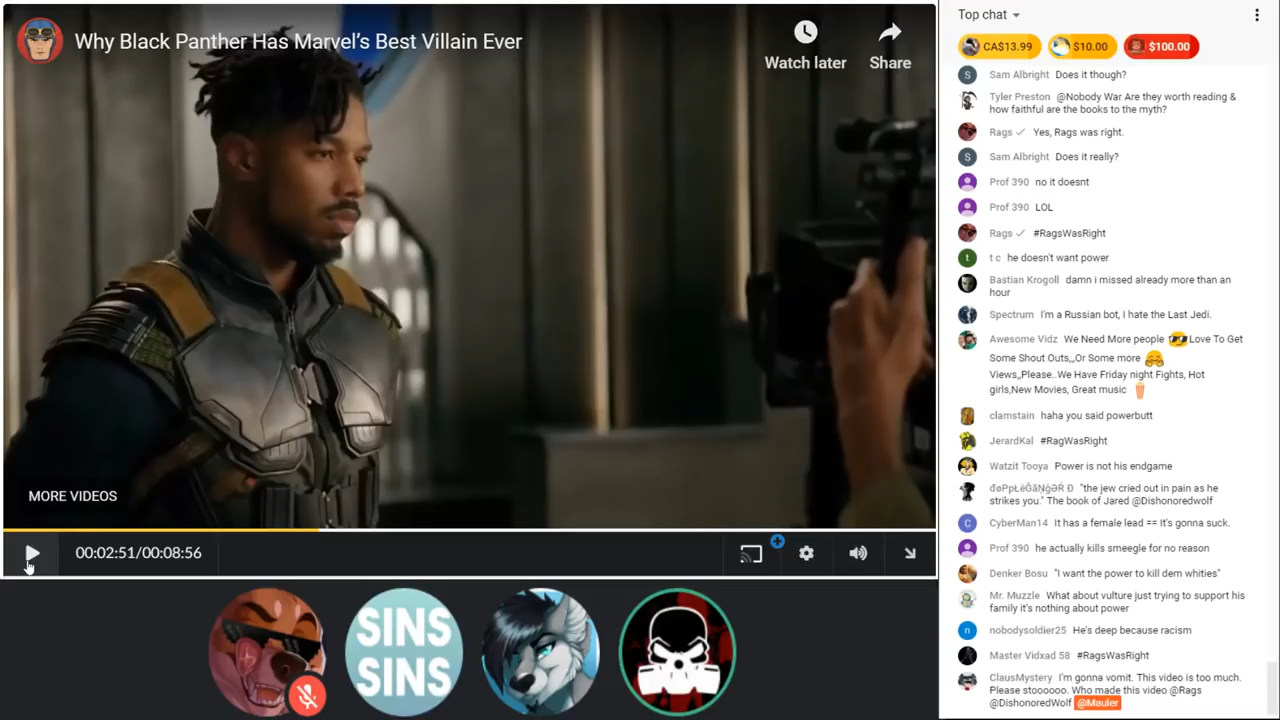 Why Black Panther Has Marvel's Best Villain Ever
Watch later
Share
MORE VIDEOS
00:02:51/00:08:56
SINS
SINS
Top chat
CA$13.99
$10.00
$100.00
S
Sam Albright Does it though?
Tyler Preston @Nobody War Are they worth reading &
how faithful are the books to the myth?
Rags Yes, Rags was right.
S
Sam Albright Does it really?
Prof 390 no it doesnt
Prof 390 LOL
Rags #RagsWasRight
t
t c he doesn't want power
Bastian Krogoll damn i missed already more than an
hour
Spectrum I'm a Russian bot, I hate the Last Jedi.
Awesome Vidz We Need More people 😎Love To Get
Some Shout Outs,,,Or Some more 🤗
Views,,Please..We Have Friday night Fights, Hot
girls,New Movies, Great music 🍿
clamstain haha you said powerbutt
JerardKal #RagWasRight
Watzit Tooya Power is not his endgame
"the jew cried out in pain as he
strikes you." The book of Jared @Dishonoredwolf
C
CyberMan14 It has a female lead == It's gonna suck.
Prof 390 he actually kills smeegle for no reason
Denker Bosu "I want the power to kill dem whities"
Mr. Muzzle What about vulture just trying to support his
family it's nothing about power
n
nobodysoldier25 He's deep because racism
Master Vidxad 58 #RagsWasRight
ClausMystery I'm gonna vomit. This video is too much.
Please stoooooo. Who made this video @Rags
@DishonoredWolf @Mauler